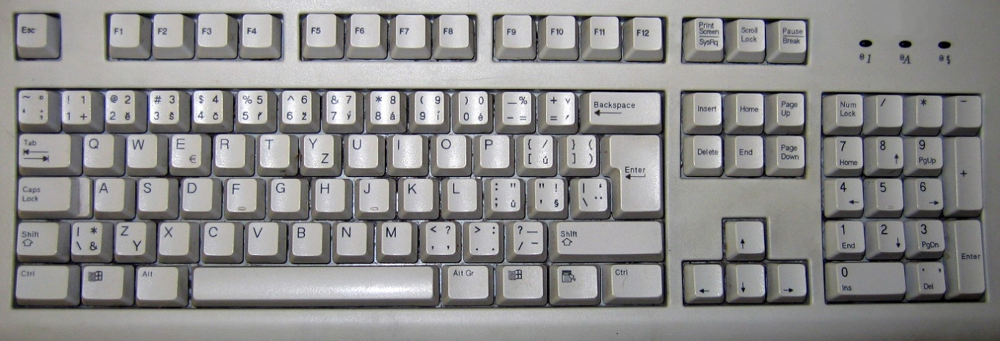 Esc F1 F2 F3 F4 F5 F6 F7 F8 F9 F10 F11 F12 Print Screen SysRq Scroll Lock Pause Break
1 A
~ ° ! 1 @ 2 # 3 $ 4 % 5 ^ 6 & 7 * 8 ( 9 ) 0 _ % + ˇ Backspace
` ; 1 + 2 ě 3 š 4 č 5 ř 6 ž 7 ý 8 á 9 í 0 é - = = ´
Insert Home Page Up Num Lock / * -
Tab Q W E € R T Y Z U I O P { / [ ú } ( ] ) Enter
Delete End Page Down 7 Home 8 ↑ 9 PgUp +
Caps Lock A S D F G H J K L : " ; ů " ! ' § | ' \ ¨
4 ← 5 6 →
Shift | * \ & Z Y X C V B N M < ? , , > : . . ? _ / - Shift
↑ 1 End 2 ↓ 3 PgDn Enter
Ctrl Alt Alt Gr Ctrl
← ↓ → 0 Ins . , Del